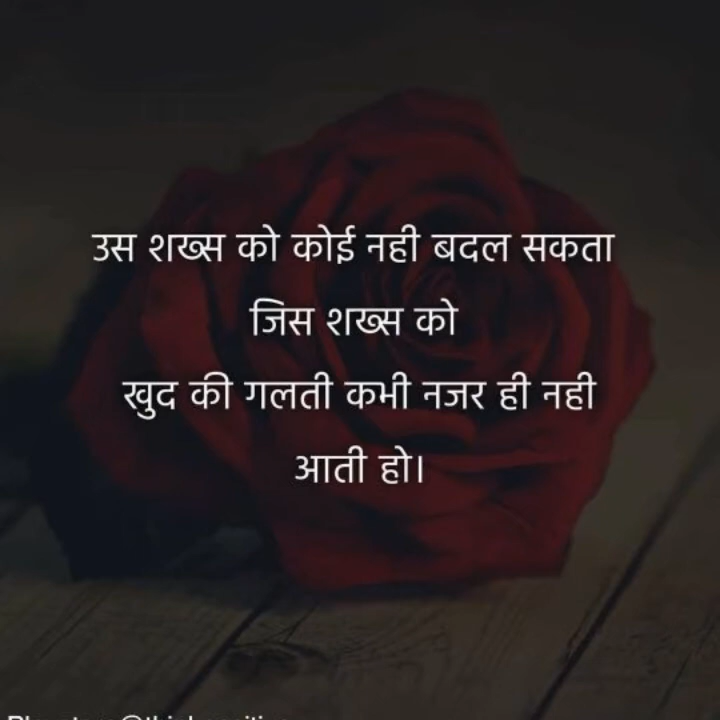 उस शख्स को कोई नही बदल सकता
जिस शख्स को
खुद की गलती कभी नजर ही नही
आती हो।